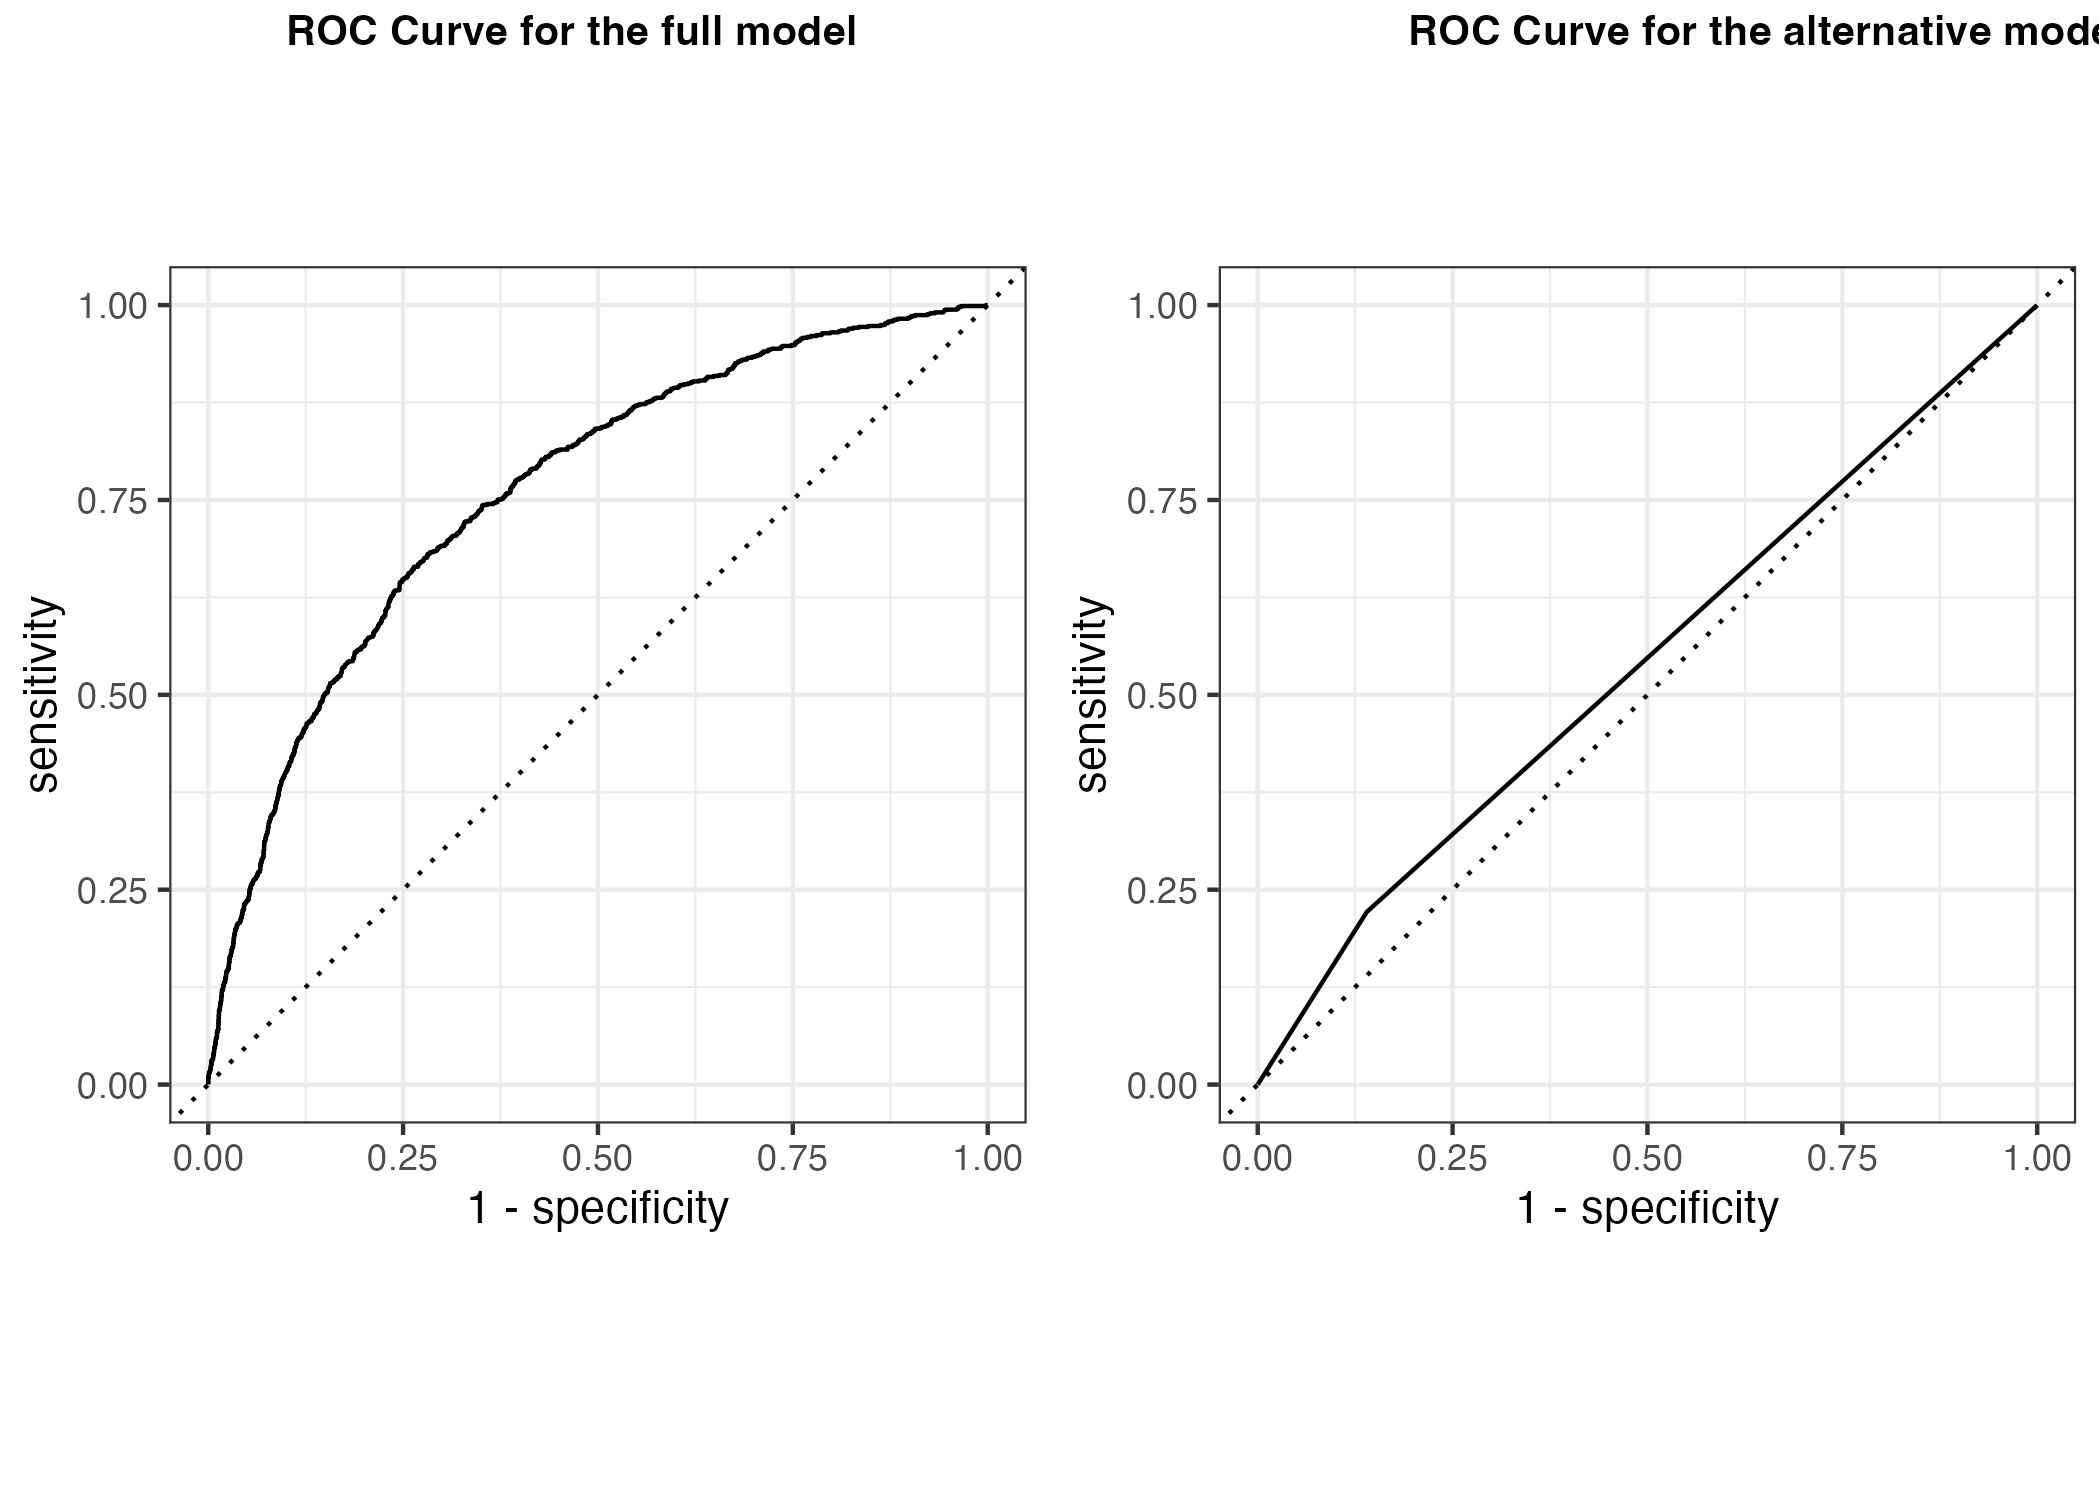 ROC Curve for the full model
1.00
0.75
0.50
0.25
0.00
sensitivity
0.00 0.25 0.50 0.75 1.00
1 - specificity
ROC Curve for the alternative mode
1.00
0.75
0.50
0.25
0.00
sensitivity
0.00 0.25 0.50 0.75 1.00
1 - specificity